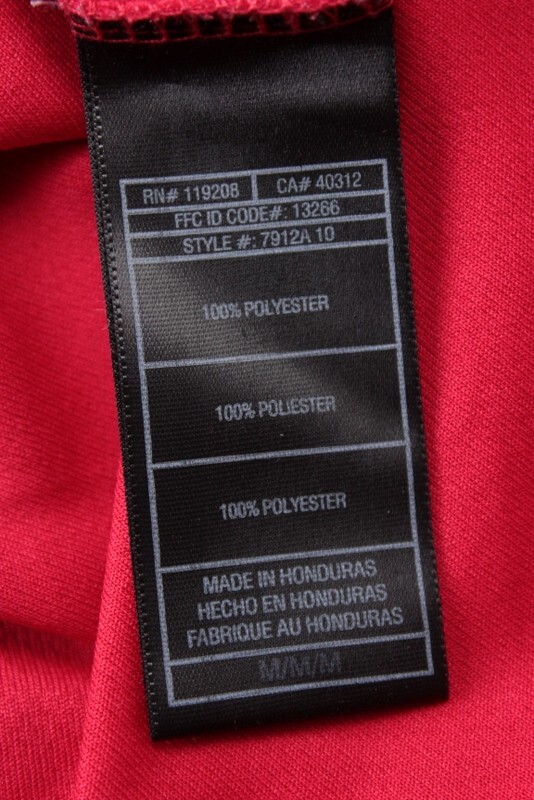 RN# 119208 CA# 40312
FFC ID CODE#: 13266
STYLE #: 7912A 10
100% POLYESTER
100% POLIESTER
100% POLYESTER
MADE IN HONDURAS
HECHO EN HONDURAS
FABRIQUE AU HONDURAS
M/M/M